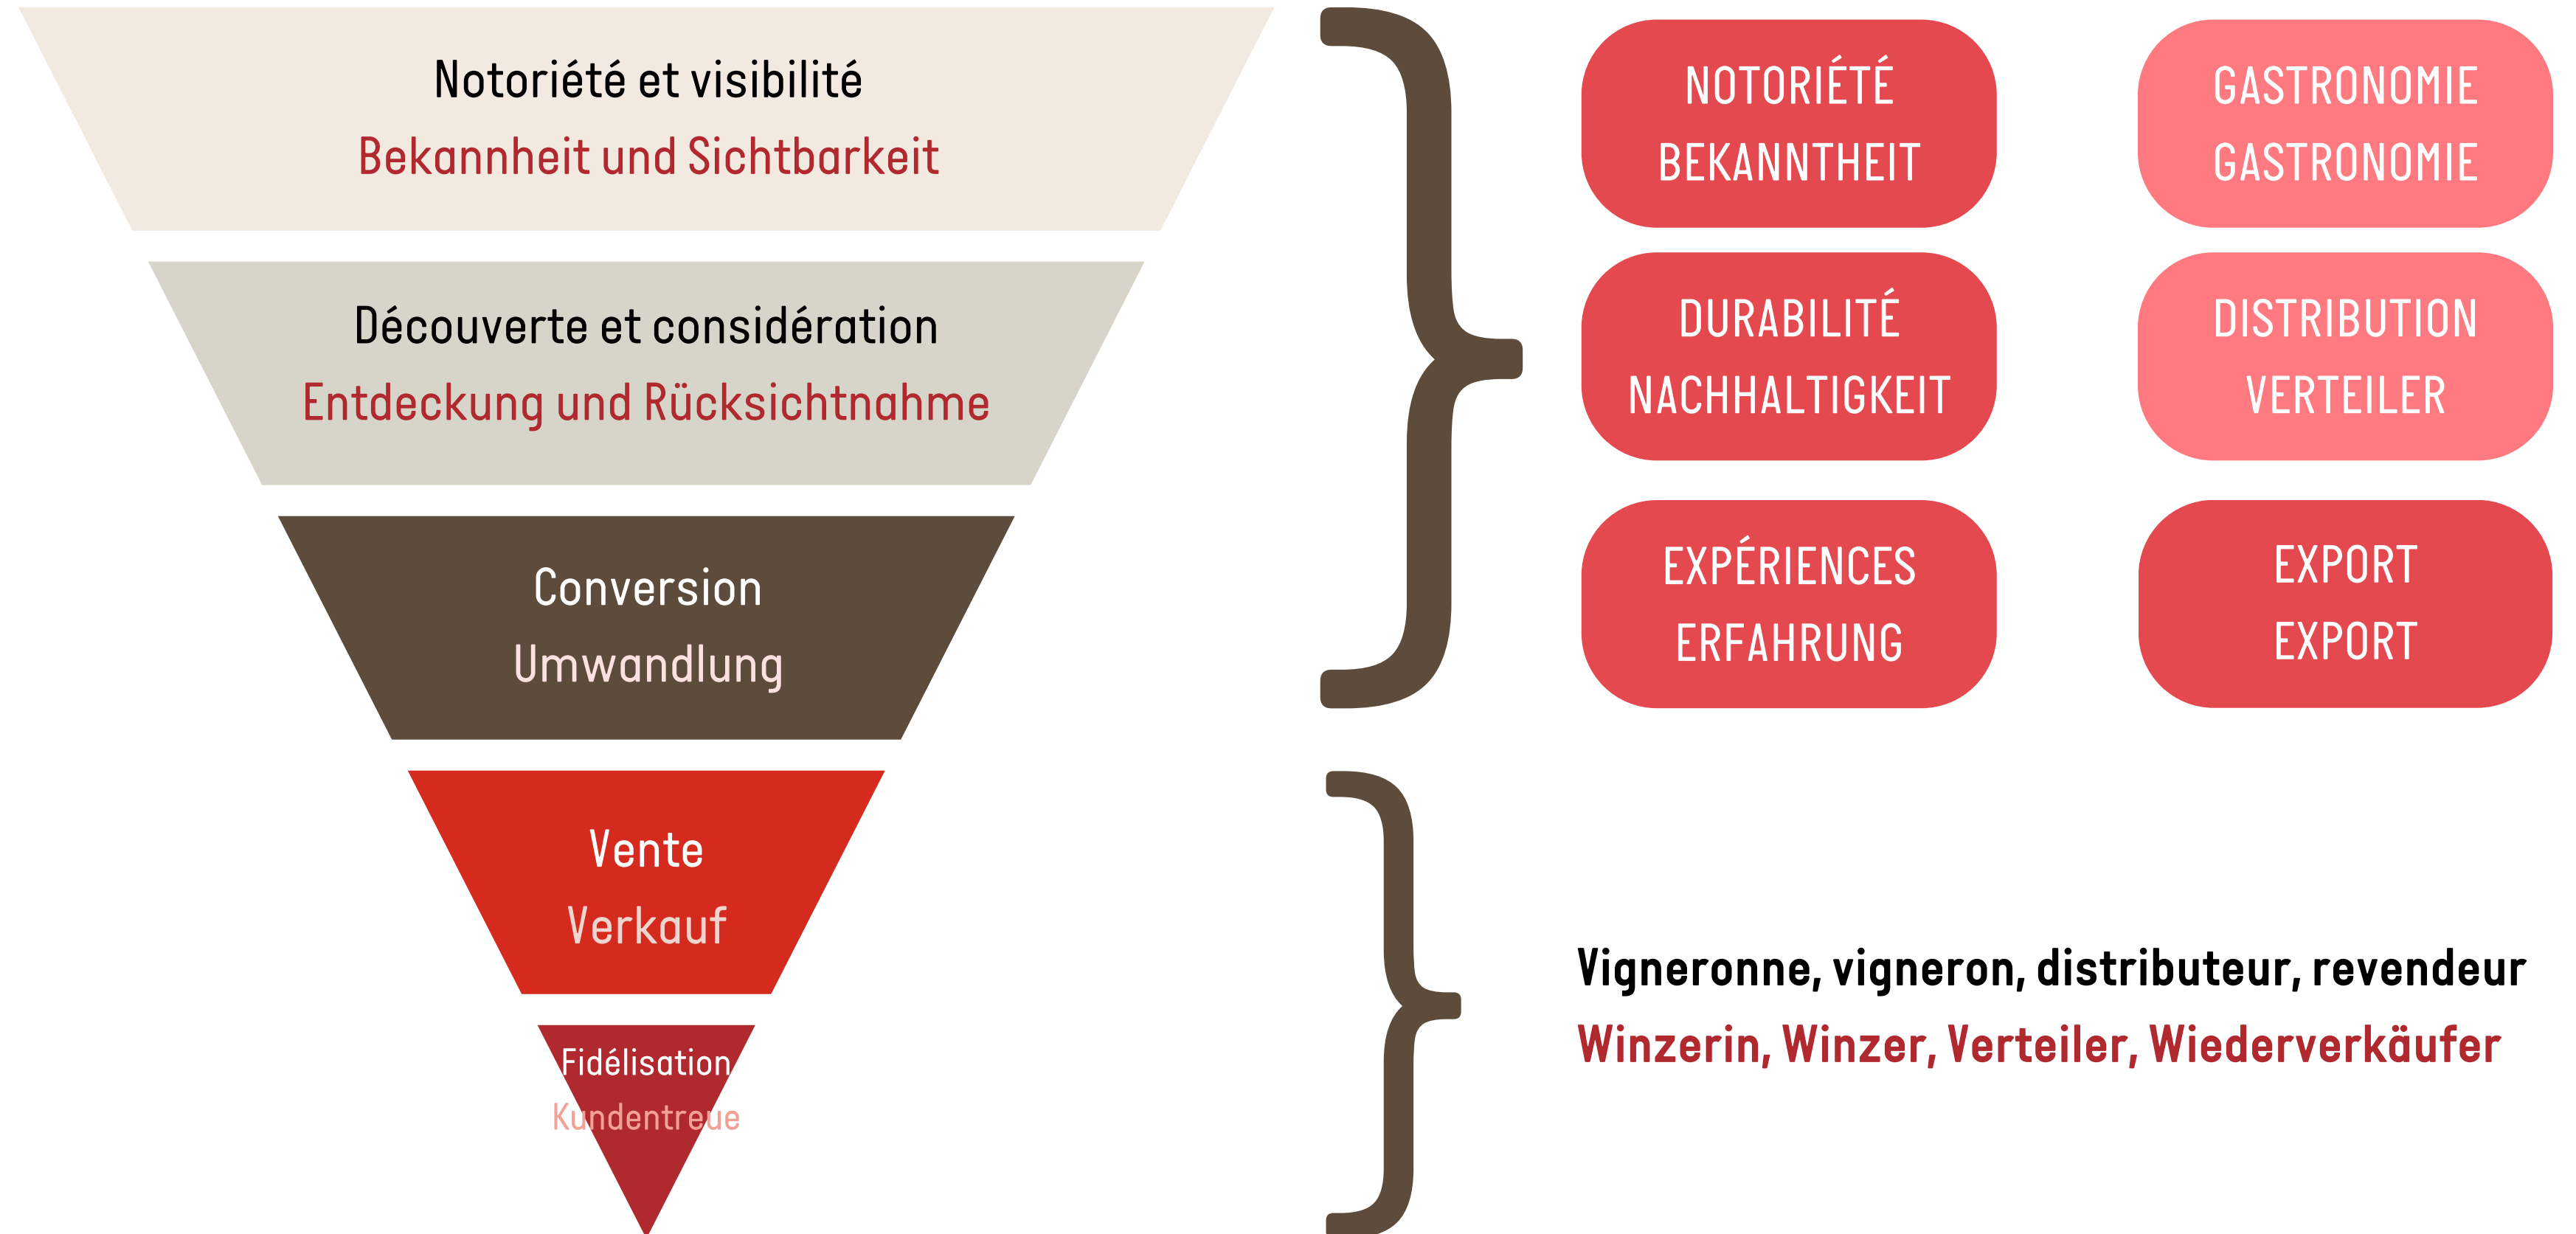 Notoriété et visibilité
Bekannheit und Sichtbarkeit
Découverte et considération
Entdeckung und Rücksichtnahme
Conversion
Umwandlung
Vente
Verkauf
Fidélisation
Kundentreue
NOTORIÉTÉ
BEKANNTHEIT
GASTRONOMIE
GASTRONOMIE
DURABILITÉ
NACHHALTIGKEIT
DISTRIBUTION
VERTEILER
EXPÉRIENCES
ERFAHRUNG
EXPORT
EXPORT
Vigneronne, vigneron, distributeur, revendeur
Winzerin, Winzer, Verteiler, Wiederverkäufer